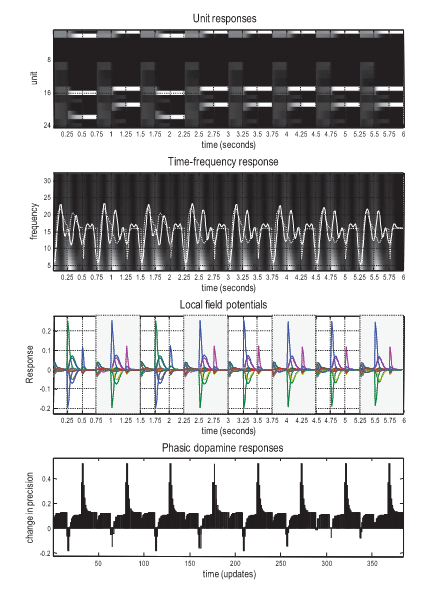 Unit responses
unit
8
16
24
0.25 0.5 0.75 1 1.25 1.5 1.75 2 2.25 2.5 2.75 3 3.25 3.5 3.75 4 4.25 4.5 4.75 5 5.25 5.5 5.75 6
time (seconds)
Time-frequency response
frequency
30
25
20
15
10
5
0.25 0.5 0.75 1 1.25 1.5 1.75 2 2.25 2.5 2.75 3 3.25 3.5 3.75 4 4.25 4.5 4.75 5 5.25 5.5 5.75 6
time (seconds)
Local field potentials
Response
0.2
0.1
0
-0.1
-0.2
0.25 0.5 0.75 1 1.25 1.5 1.75 2 2.25 2.5 2.75 3 3.25 3.5 3.75 4 4.25 4.5 4.75 5 5.25 5.5 5.75 6
time (seconds)
Phasic dopamine responses
change in precision
0.4
0.2
0
-0.2
50 100 150 200 250 300 350
time (updates)